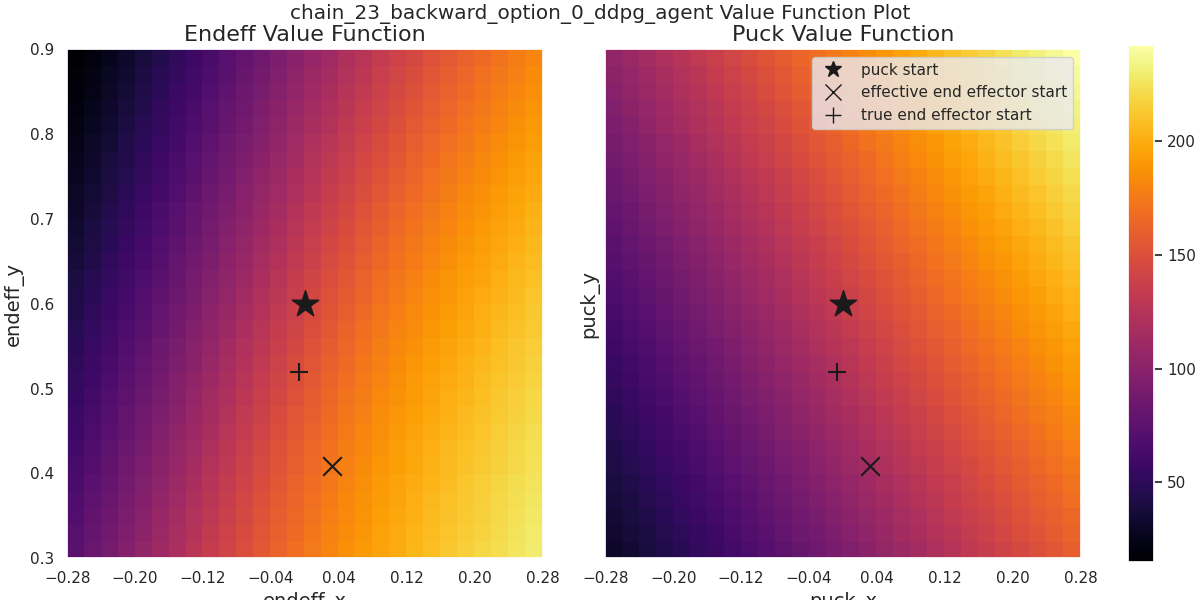 chain_23_backward_option_0_ddpg_agent Value Function Plot
Endeff Value Function
Puck Value Function
puck start
effective end effector start
true end effector start
0.9
0.8
0.7
0.6
0.5
0.4
0.3
endeff_y
−0.28 −0.20 −0.12 −0.04 0.04 0.12 0.20 0.28
endeff_x
puck_y
−0.28 −0.20 −0.12 −0.04 0.04 0.12 0.20 0.28
puck_x
200
150
100
50